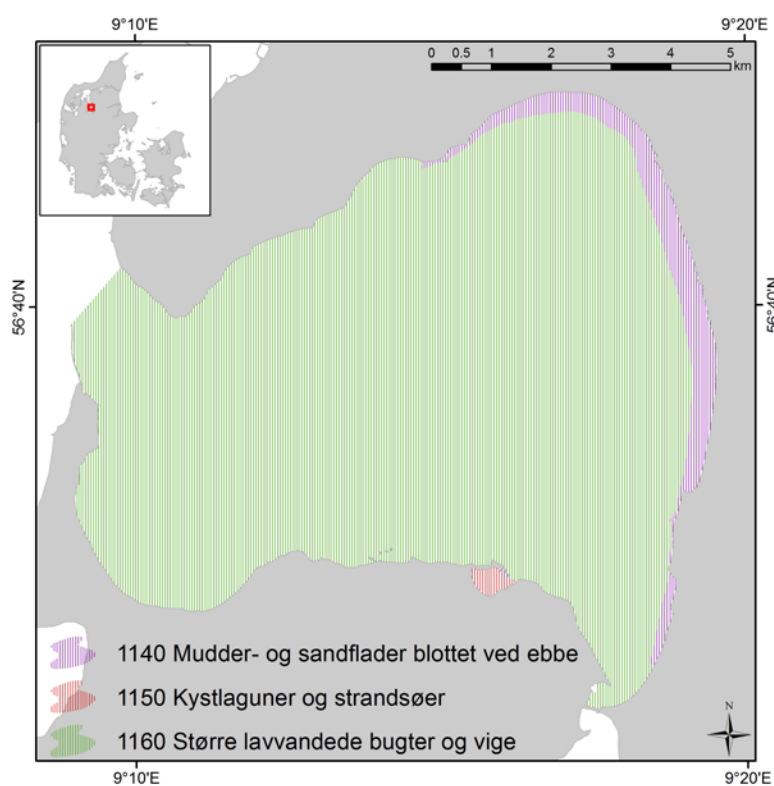 9°10'E 9°20'E
0 0.5 1 2 3 4 5
km
56°40'N 56°40'N
1140 Mudder- og sandflader blottet ved ebbe
1150 Kystlaguner og strandsøer
1160 Større lavvandede bugter og vige
N
9°10'E 9°20'E